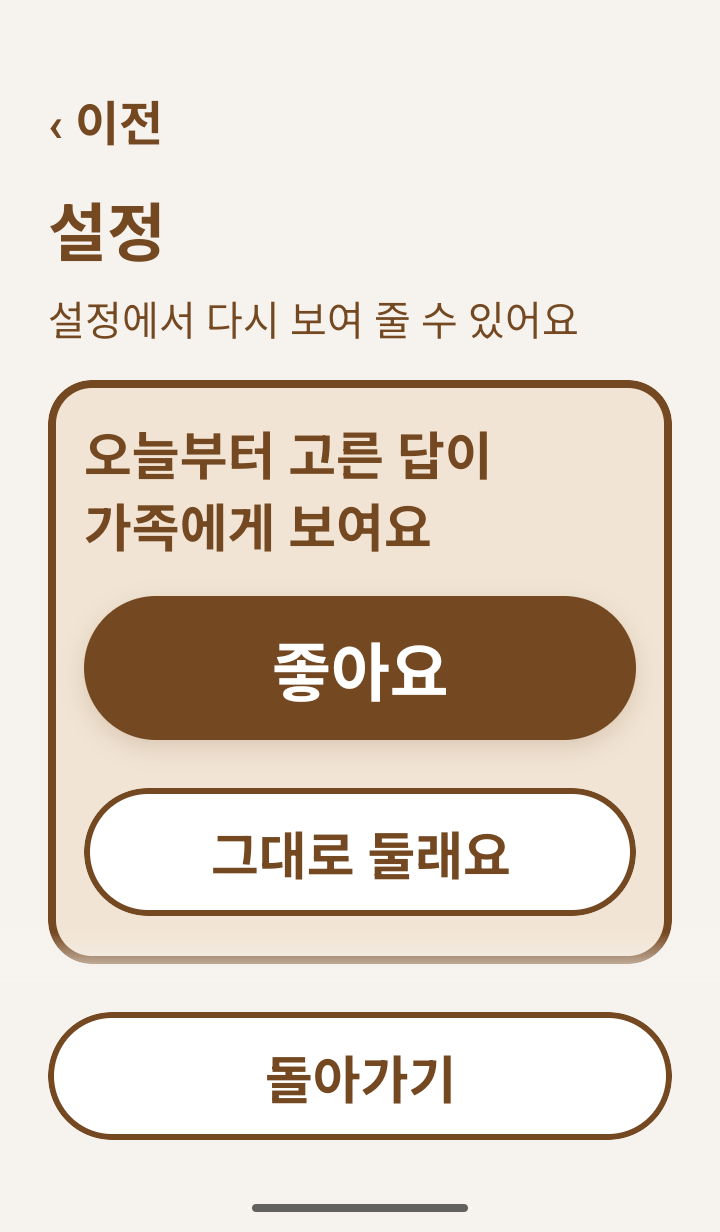 ‹ 이전
설정
설정에서 다시 보여 줄 수 있어요
오늘부터 고른 답이
가족에게 보여요
좋아요
그대로 둘래요
돌아가기